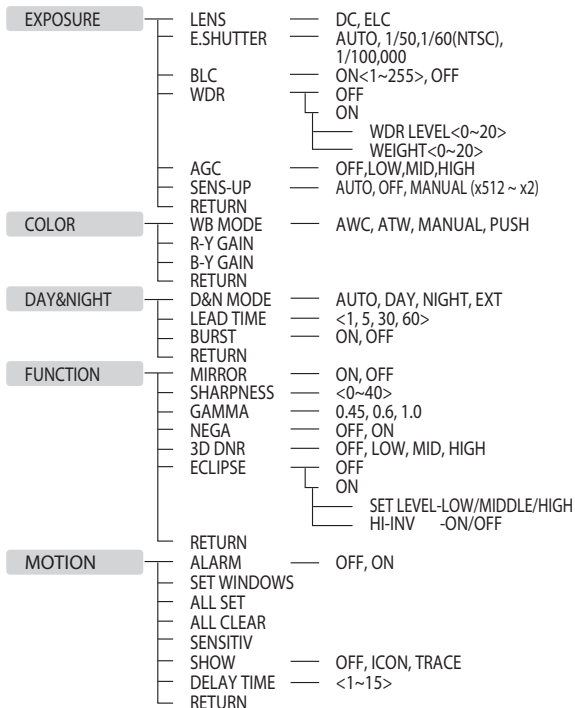 EXPOSURE LENS DC, ELC
E.SHUTTER AUTO, 1/50,1/60(NTSC),
1/100,000
BLC ON<1~255>, OFF
WDR OFF
ON
WDR LEVEL<0~20>
WEIGHT<0~20>
AGC OFF,LOW,MID,HIGH
SENS-UP AUTO, OFF, MANUAL (x512 ~ x2)
RETURN
COLOR WB MODE AWC, ATW, MANUAL, PUSH
R-Y GAIN
B-Y GAIN
RETURN
DAY&NIGHT D&N MODE AUTO, DAY, NIGHT, EXT
LEAD TIME <1, 5, 30, 60>
BURST ON, OFF
RETURN
FUNCTION MIRROR ON, OFF
SHARPNESS <0~40>
GAMMA 0.45, 0.6, 1.0
NEGA OFF, ON
3D DNR OFF, LOW, MID, HIGH
ECLIPSE OFF
ON
SET LEVEL-LOW/MIDDLE/HIGH
HI-INV -ON/OFF
RETURN
MOTION ALARM OFF, ON
SET WINDOWS
ALL SET
ALL CLEAR
SENSITIV
SHOW OFF, ICON, TRACE
DELAY TIME <1~15>
RETURN